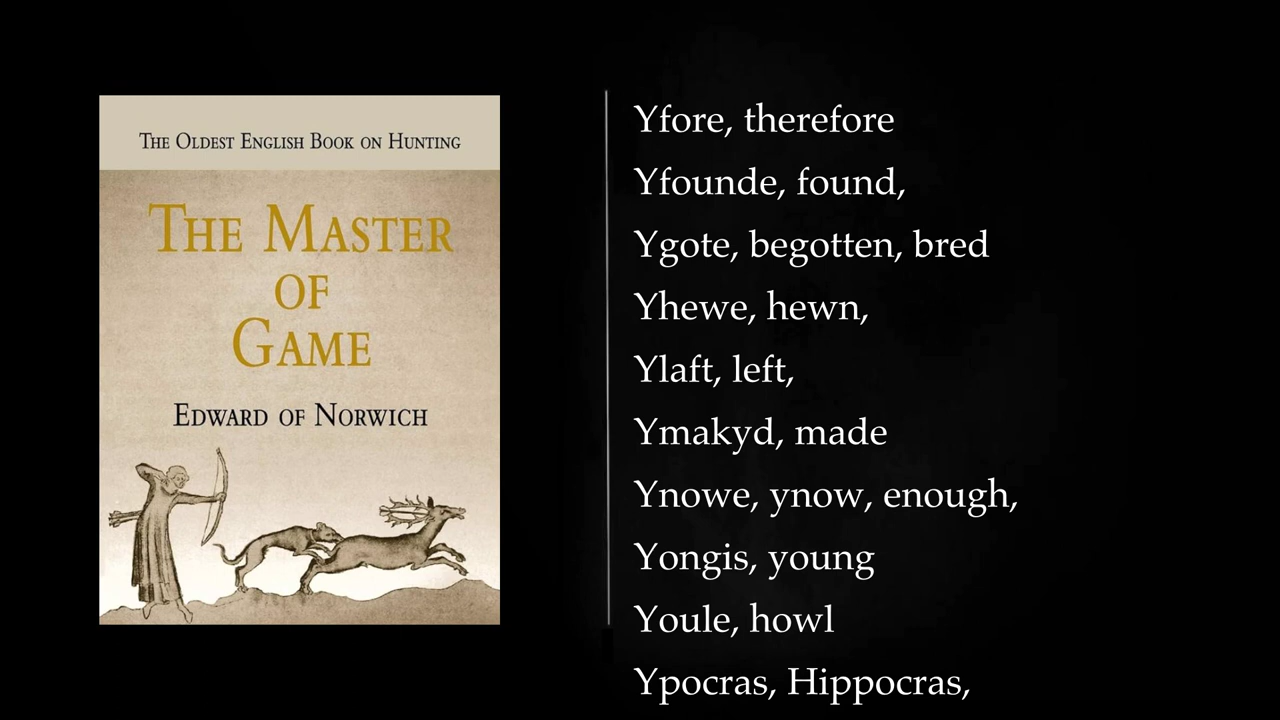 The Oldest English Book on Hunting
The Master
of
Game
Edward of Norwich
Yfore, therefore
Yfounde, found,
Ygote, begotten, bred
Yhewe, hewn,
Ylaft, left,
Ymakyd, made
Ynowe, ynow, enough,
Yongis, young
Youle, howl
Ypocras, Hippocras,